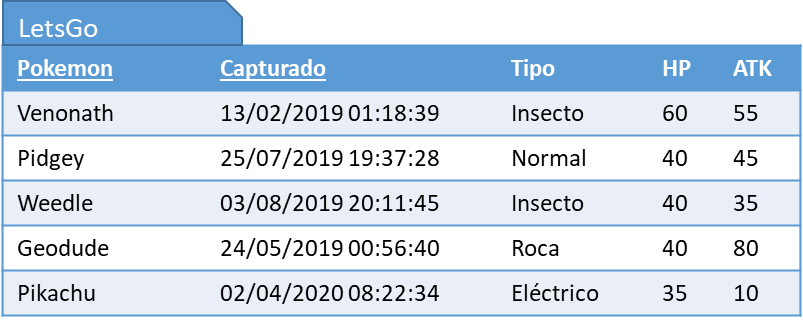 LetsGo
Pokemon Capturado Tipo HP ATK
Venonath 13/02/2019 01:18:39 Insecto 60 55
Pidgey 25/07/2019 19:37:28 Normal 40 45
Weedle 03/08/2019 20:11:45 Insecto 40 35
Geodude 24/05/2019 00:56:40 Roca 40 80
Pikachu 02/04/2020 08:22:34 Eléctrico 35 10